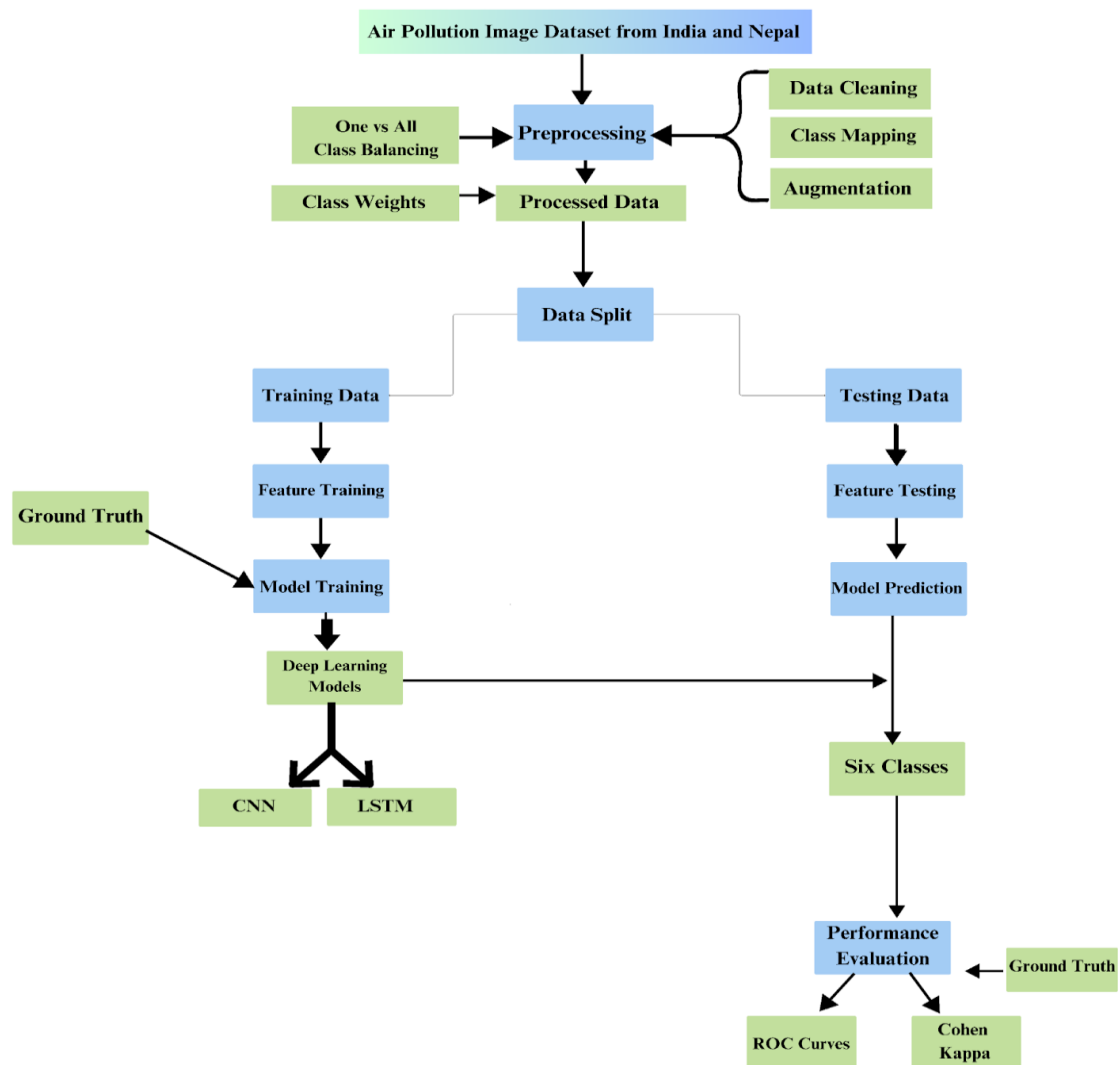 Air Pollution Image Dataset from India and Nepal
One vs All
Class Balancing
Preprocessing
Data Cleaning
Class Mapping
Augmentation
Class Weights
Processed Data
Data Split
Training Data
Testing Data
Feature Training
Feature Testing
Ground Truth
Model Training
Model Prediction
Deep Learning
Models
CNN
LSTM
Six Classes
Performance
Evaluation
Ground Truth
ROC Curves
Cohen
Kappa